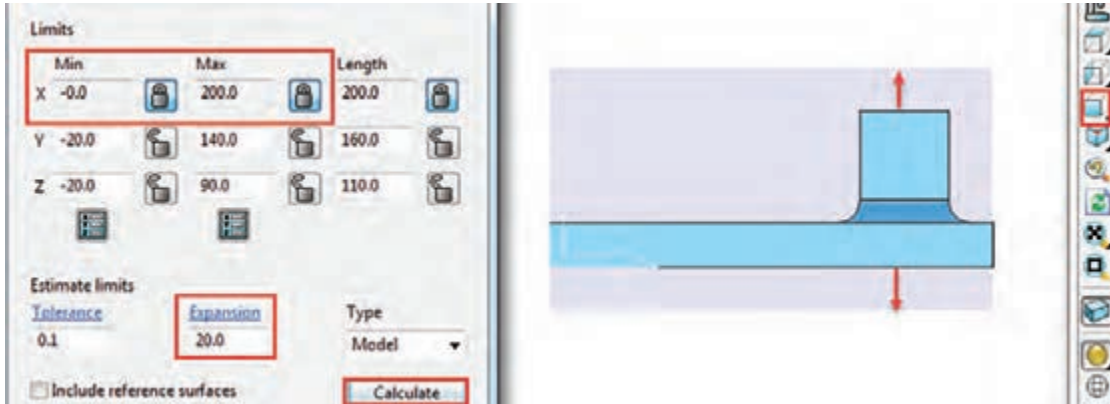 Limits
Min Max Length
X -0.0 200.0 200.0
Y -20.0 140.0 160.0
Z -20.0 90.0 110.0
Estimate limits
Tolerance Expansion Type
0.1 20.0 Model
Include reference surfaces Calculate